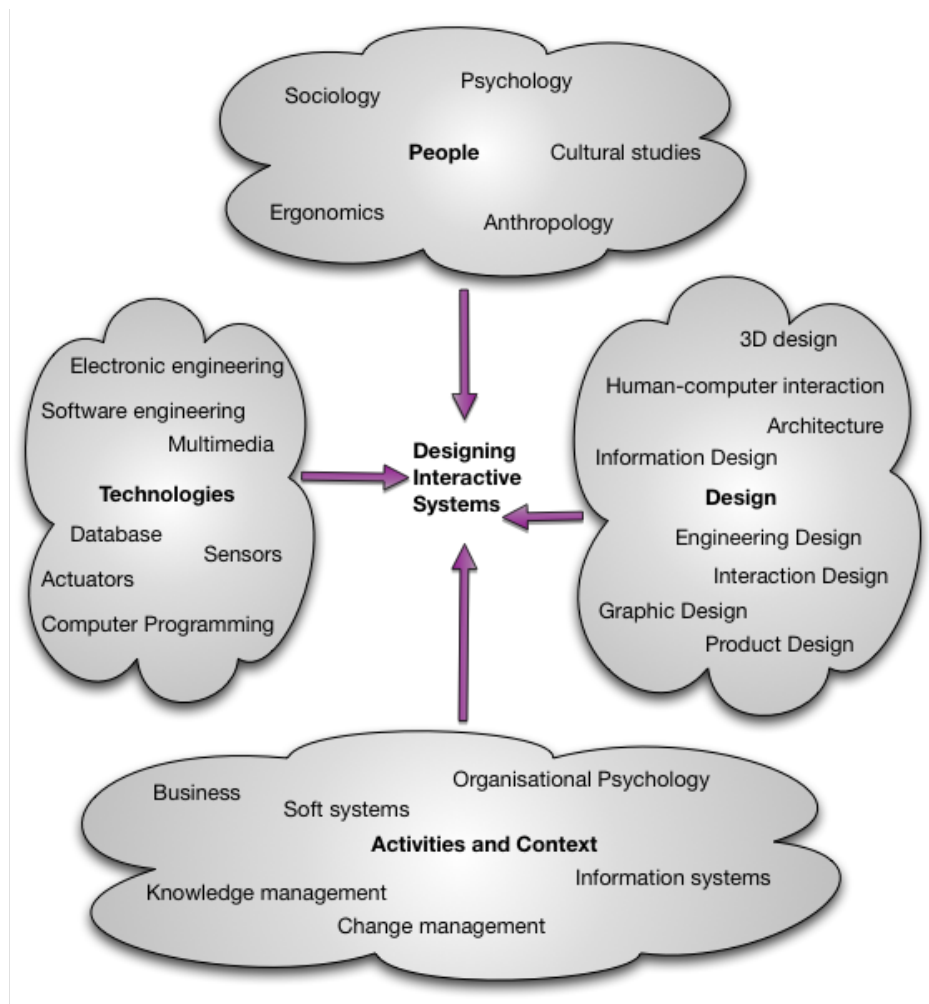 Sociology
Psychology
People
Cultural studies
Ergonomics
Anthropology
Electronic engineering
Software engineering
Multimedia
Technologies
Database
Sensors
Actuators
Computer Programming
Designing
Interactive
Systems
3D design
Human-computer interaction
Architecture
Information Design
Design
Engineering Design
Interaction Design
Graphic Design
Product Design
Business
Organisational Psychology
Soft systems
Activities and Context
Information systems
Knowledge management
Change management